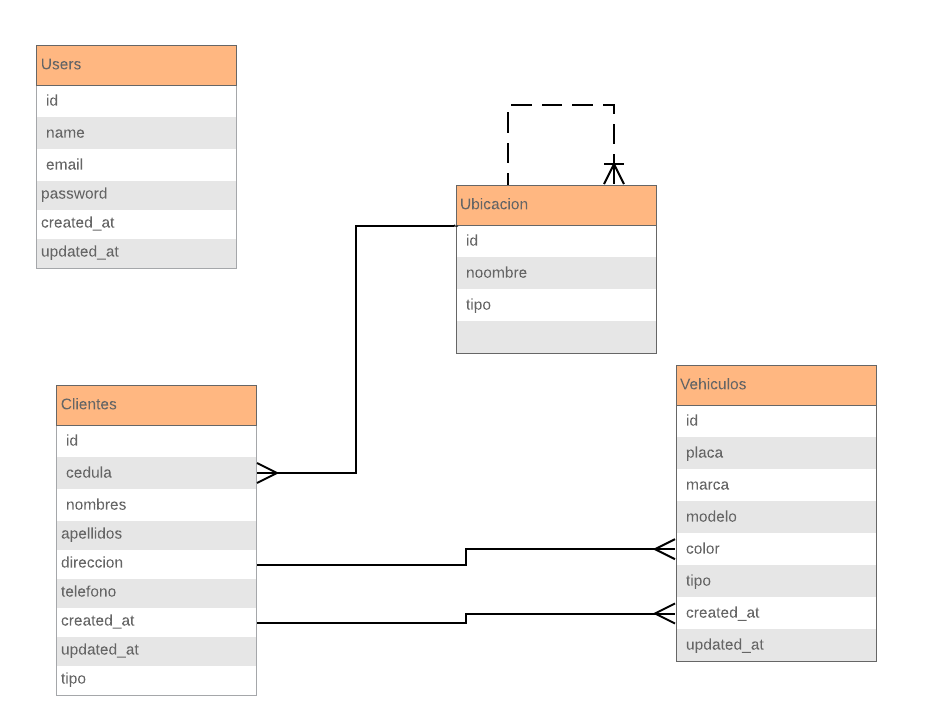 Users
id
name
email
password
created_at
updated_at
Ubicacion
id
noombre
tipo
Clientes
id
cedula
nombres
apellidos
direccion
telefono
created_at
updated_at
tipo
Vehiculos
id
placa
marca
modelo
color
tipo
created_at
updated_at